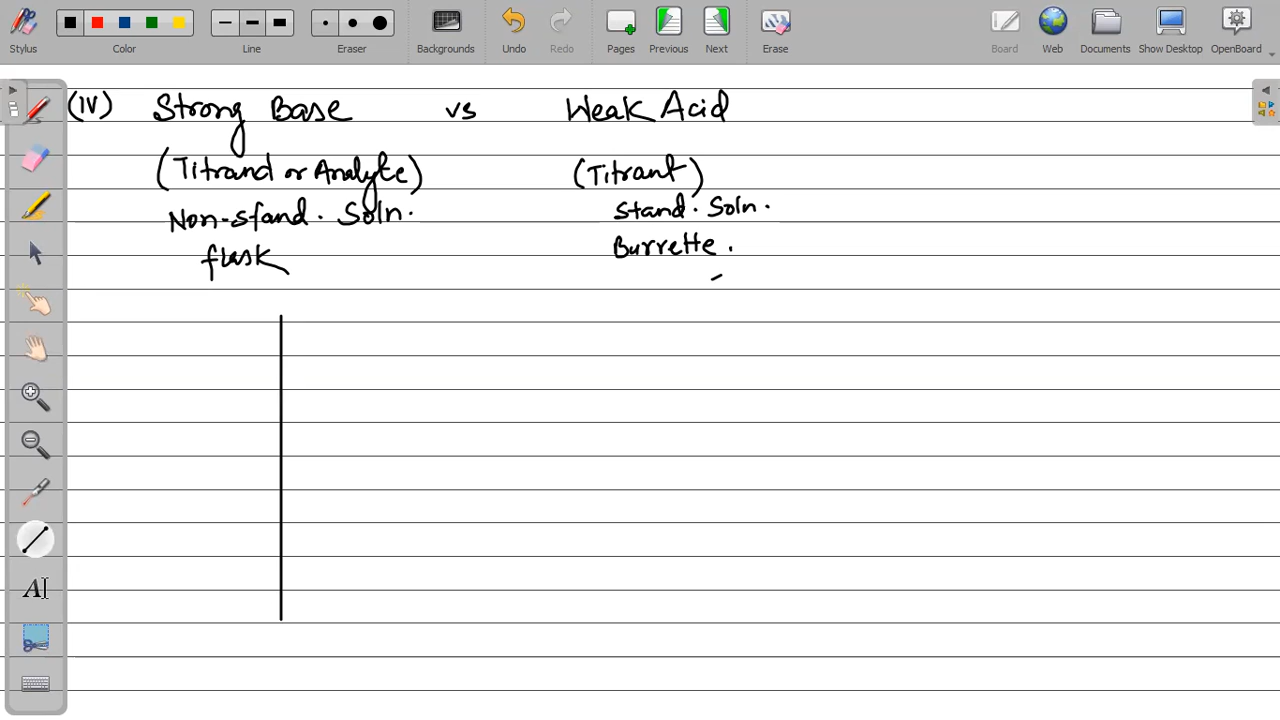 Stylus Color Line Eraser Backgrounds Undo Redo Pages Previous Next Erase Board Web Documents Show Desktop OpenBoard
(IV) Strong Base vs Weak Acid
(Titrand or Analyte) (Titrant)
Non-stand. Soln. stand. Soln.
flask Burrette.
AI